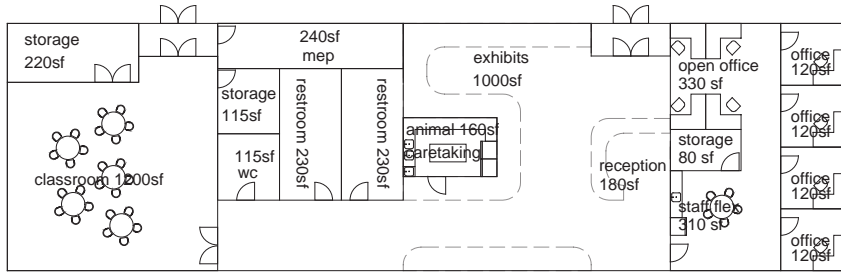 storage
220sf
240sf
mep
exhibits
1000sf
open office
330 sf
office
120sf
storage
115sf
restroom 230sf
restroom 230sf
animal 160sf
caretaking
office
120sf
115sf
wc
classroom 1200sf
reception
180sf
storage
80 sf
office
120sf
staff flex
310 sf
office
120sf